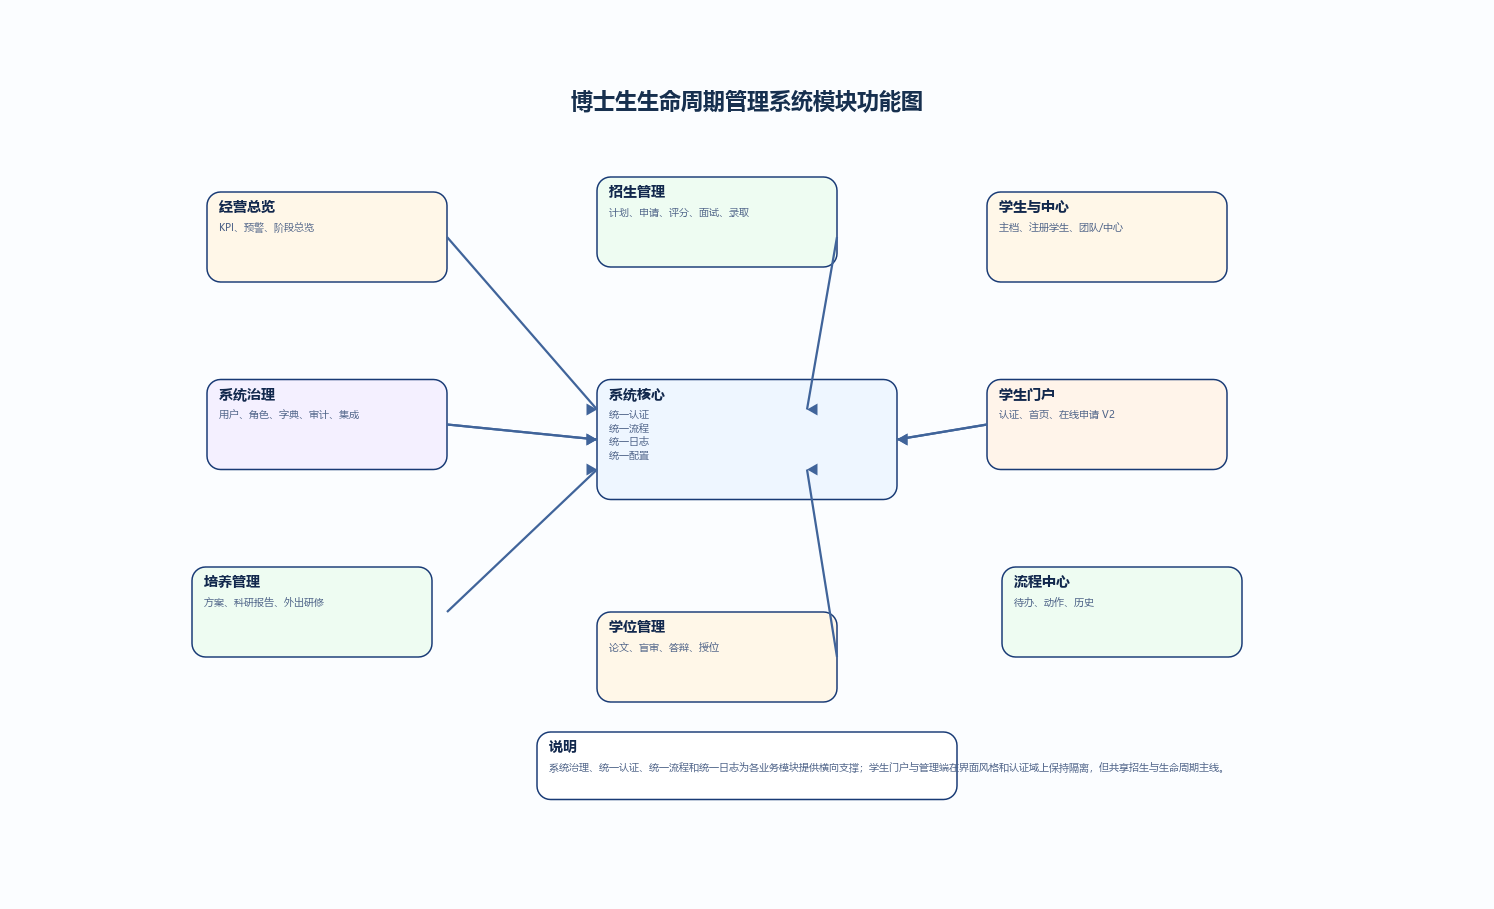 博士生生命周期管理系统模块功能图
经营总览
KPI、预警、阶段总览
招生管理
计划、申请、评分、面试、录取
学生与中心
主档、注册学生、团队/中心
系统治理
用户、角色、字典、审计、集成
系统核心
统一认证
统一流程
统一日志
统一配置
学生门户
认证、首页、在线申请 V2
培养管理
方案、科研报告、外出研修
学位管理
论文、盲审、答辩、授位
流程中心
待办、动作、历史
说明
系统治理、统一认证、统一流程和统一日志为各业务模块提供横向支撑；学生门户与管理端在界面风格和认证域上保持隔离，但共享招生与生命周期主线。